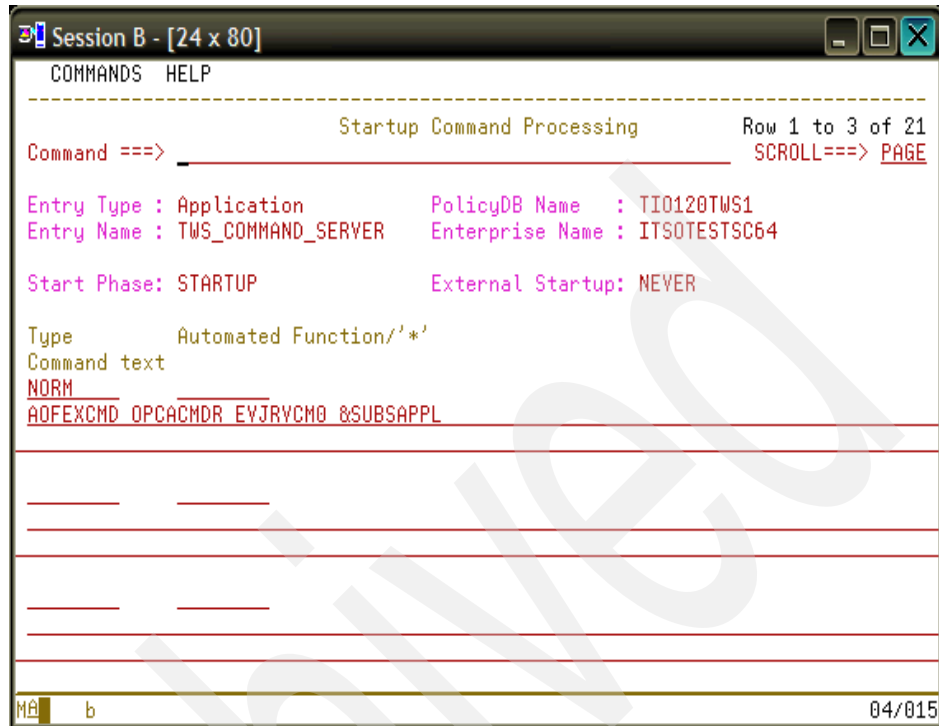 Session B - [24 x 80]
COMMANDS HELP
Startup Command Processing Row 1 to 3 of 21
Command ===> SCROLL===> PAGE
Entry Type : Application PolicyDB Name : TIO120TWS1
Entry Name : TWS_COMMAND_SERVER Enterprise Name : ITSOTESTSC64
Start Phase: STARTUP External Startup: NEVER
Type Automated Function/'*'
Command text
NORM
AOFEXCMD OPCACMDR EVJRVCM0 &SUBSAPPL
MA b 04/015